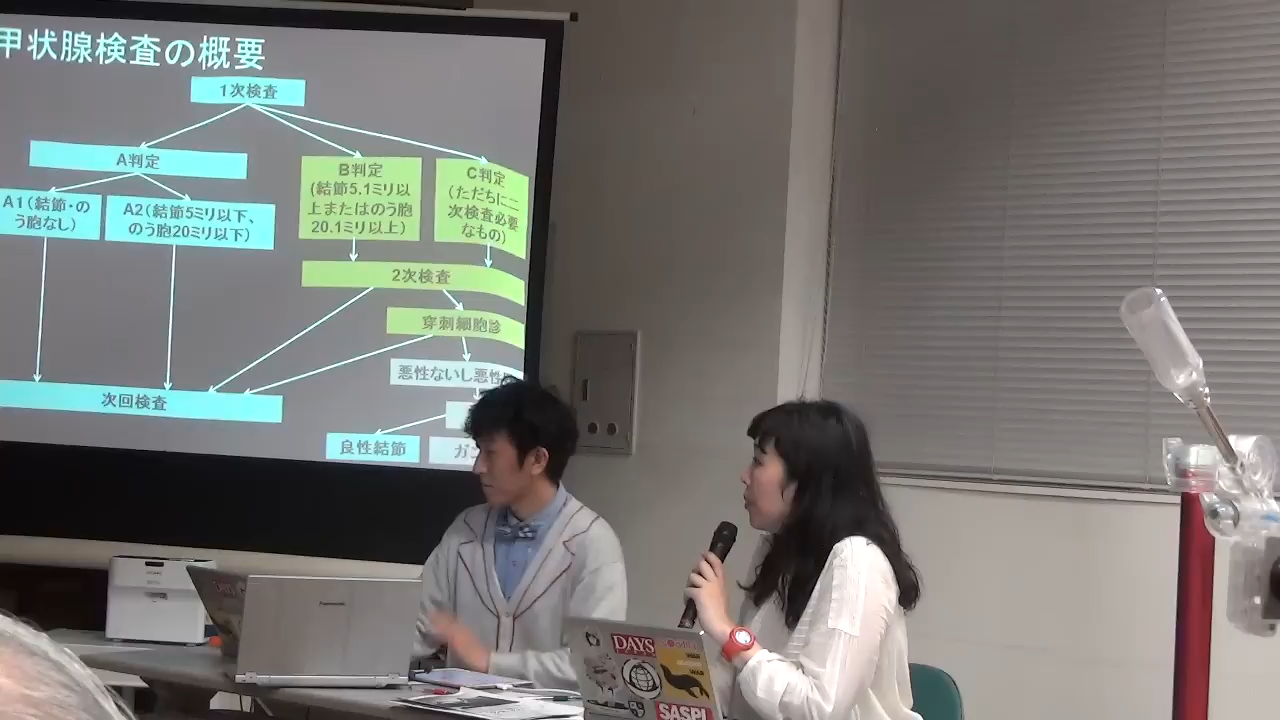 甲状腺検査の概要
1次検査
A判定
B判定
(結節5.1ミリ以
上またはのう胞
20.1ミリ以上)
C判定
(ただちに二
次検査必要
なもの)
A1(結節・の
う胞なし)
A2(結節5ミリ以下、
のう胞20ミリ以下)
2次検査
穿刺細胞診
悪性ないし悪性
次回検査
良性結節
ガ
Panasonic
DAYS
SASPL